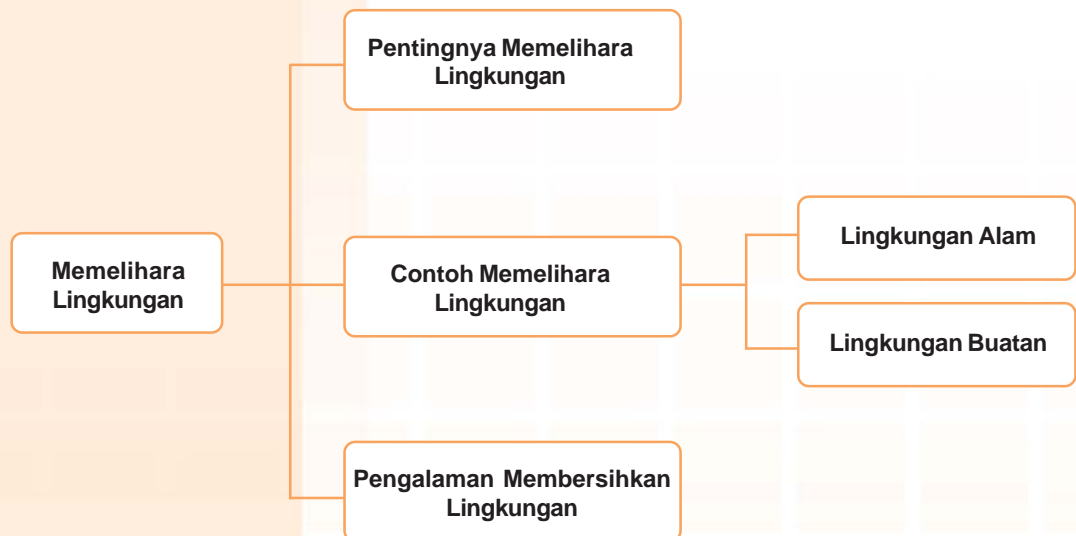 Pentingnya Memelihara
Lingkungan
Memelihara
Lingkungan
Contoh Memelihara
Lingkungan
Lingkungan Alam
Lingkungan Buatan
Pengalaman Membersihkan
Lingkungan